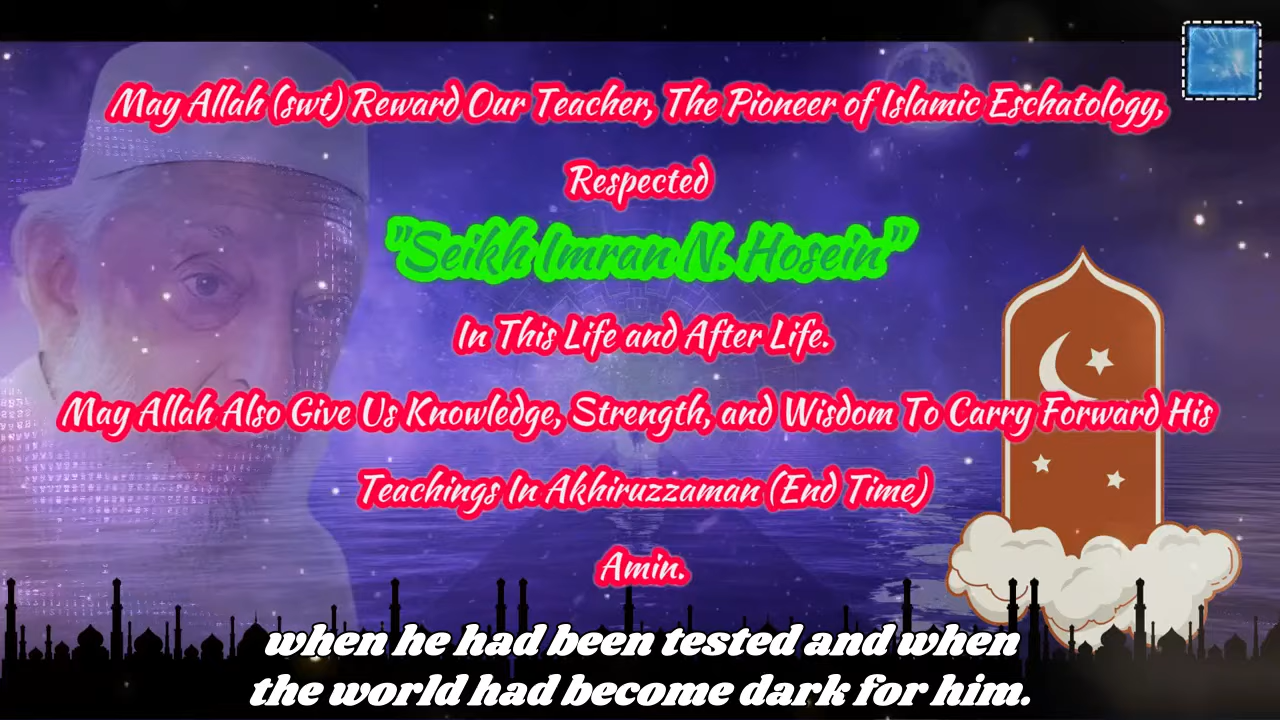 May Allah (swt) Reward Our Teacher, The Pioneer of Islamic Eschatology,
Respected
"Seikh Imran N. Hosein"
In This Life and After Life.
May Allah Also Give Us Knowledge, Strength, and Wisdom To Carry Forward His
Teachings In Akhiruzzaman (End Time)
Amin.
when he had been tested and when
the world had become dark for him.